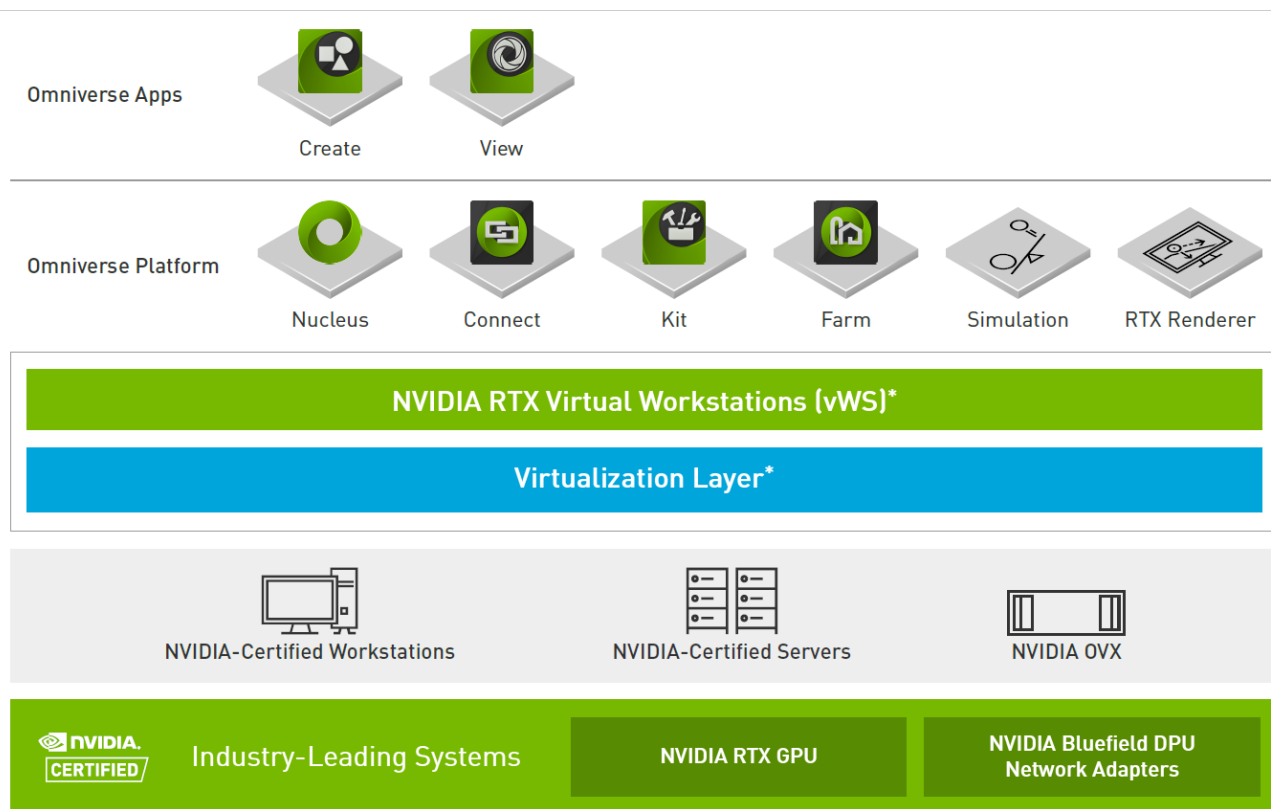 Omniverse Apps
Create
View
Omniverse Platform
Nucleus
Connect
Kit
Farm
Simulation
RTX Renderer
NVIDIA RTX Virtual Workstations (vWS)*
Virtualization Layer*
NVIDIA-Certified Workstations
NVIDIA-Certified Servers
NVIDIA OVX
NVIDIA.
CERTIFIED
Industry-Leading Systems
NVIDIA RTX GPU
NVIDIA Bluefield DPU
Network Adapters